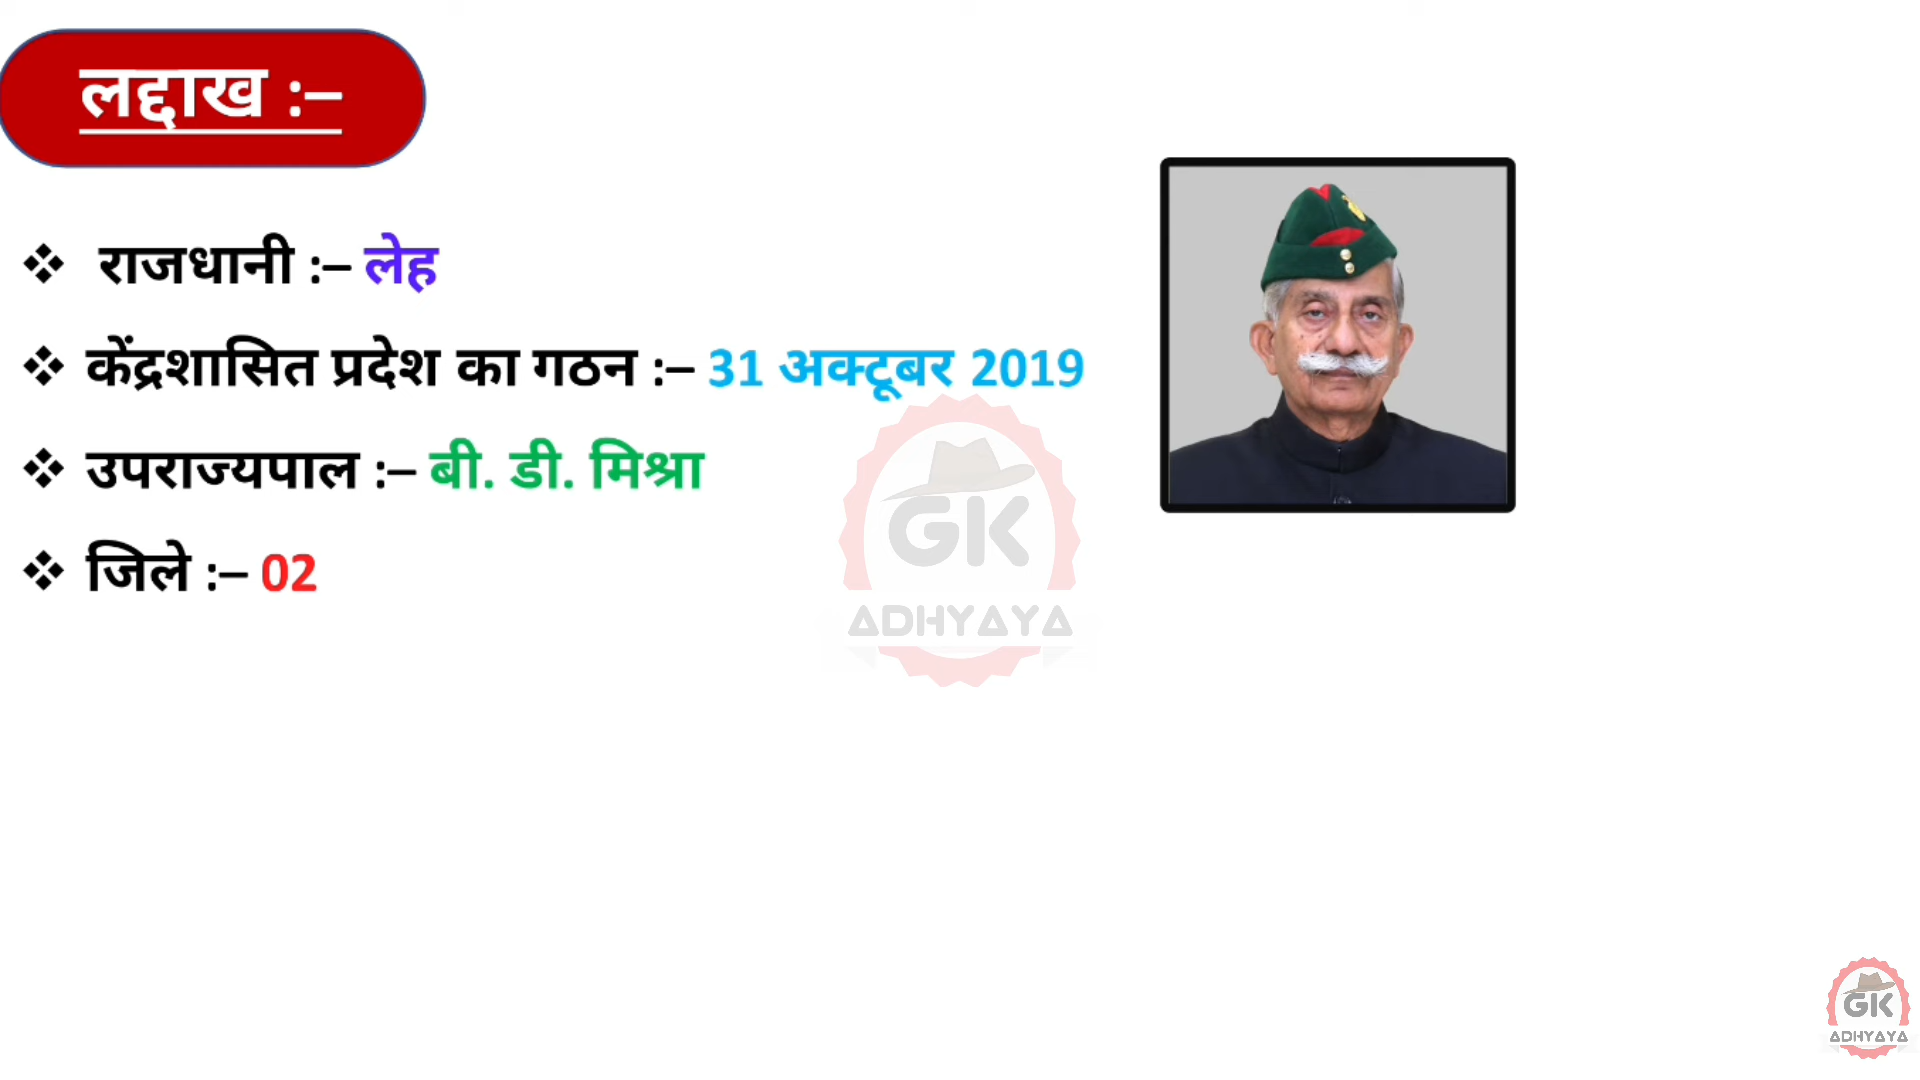 लद्दाख :–
❖ राजधानी :– लेह
❖ केंद्रशासित प्रदेश का गठन :– 31 अक्टूबर 2019
❖ उपराज्यपाल :– बी. डी. मिश्रा
❖ जिले :– 02
GK
ADHYAYA
GK
ADHYAYA